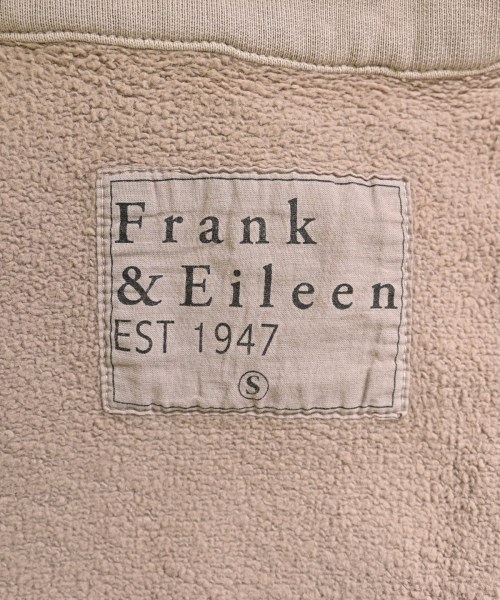 Frank
& Eileen
EST 1947
S